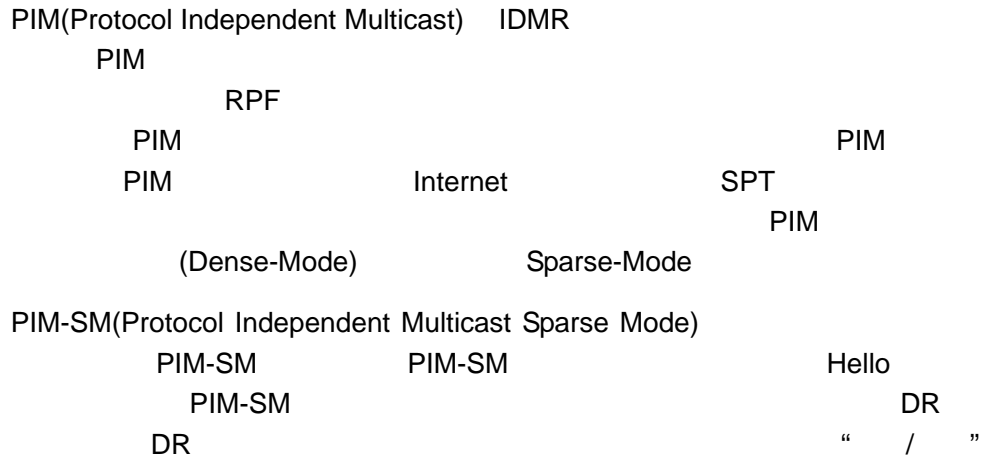 PIM(Protocol Independent Multicast) IDMR
PIM
RPF
PIM PIM
PIM Internet SPT
PIM
(Dense-Mode) Sparse-Mode
PIM-SM(Protocol Independent Multicast Sparse Mode)
PIM-SM PIM-SM Hello
PIM-SM DR
DR “ / ”